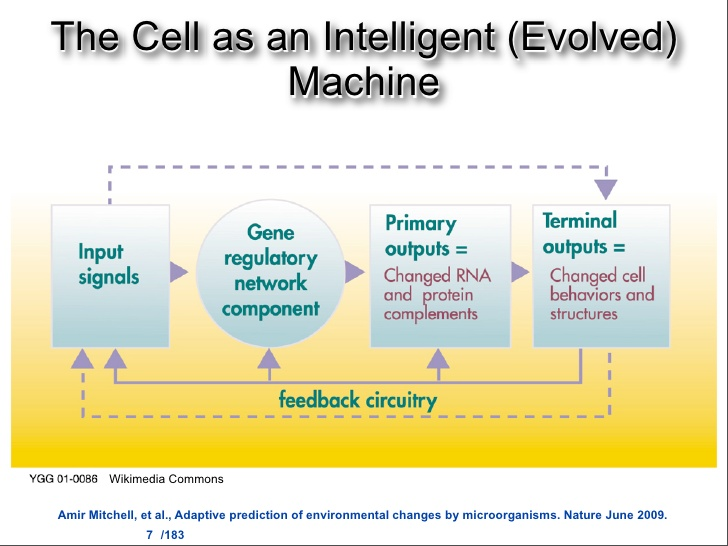 The Cell as an Intelligent (Evolved)
Machine
Input
signals
Gene
regulatory
network
component
Primary
outputs =
Changed RNA
and protein
complements
Terminal
outputs =
Changed cell
behaviors and
structures
feedback circuitry
YGG 01-0086 Wikimedia Commons
Amir Mitchell, et al., Adaptive prediction of environmental changes by microorganisms. Nature June 2009.
7 /183